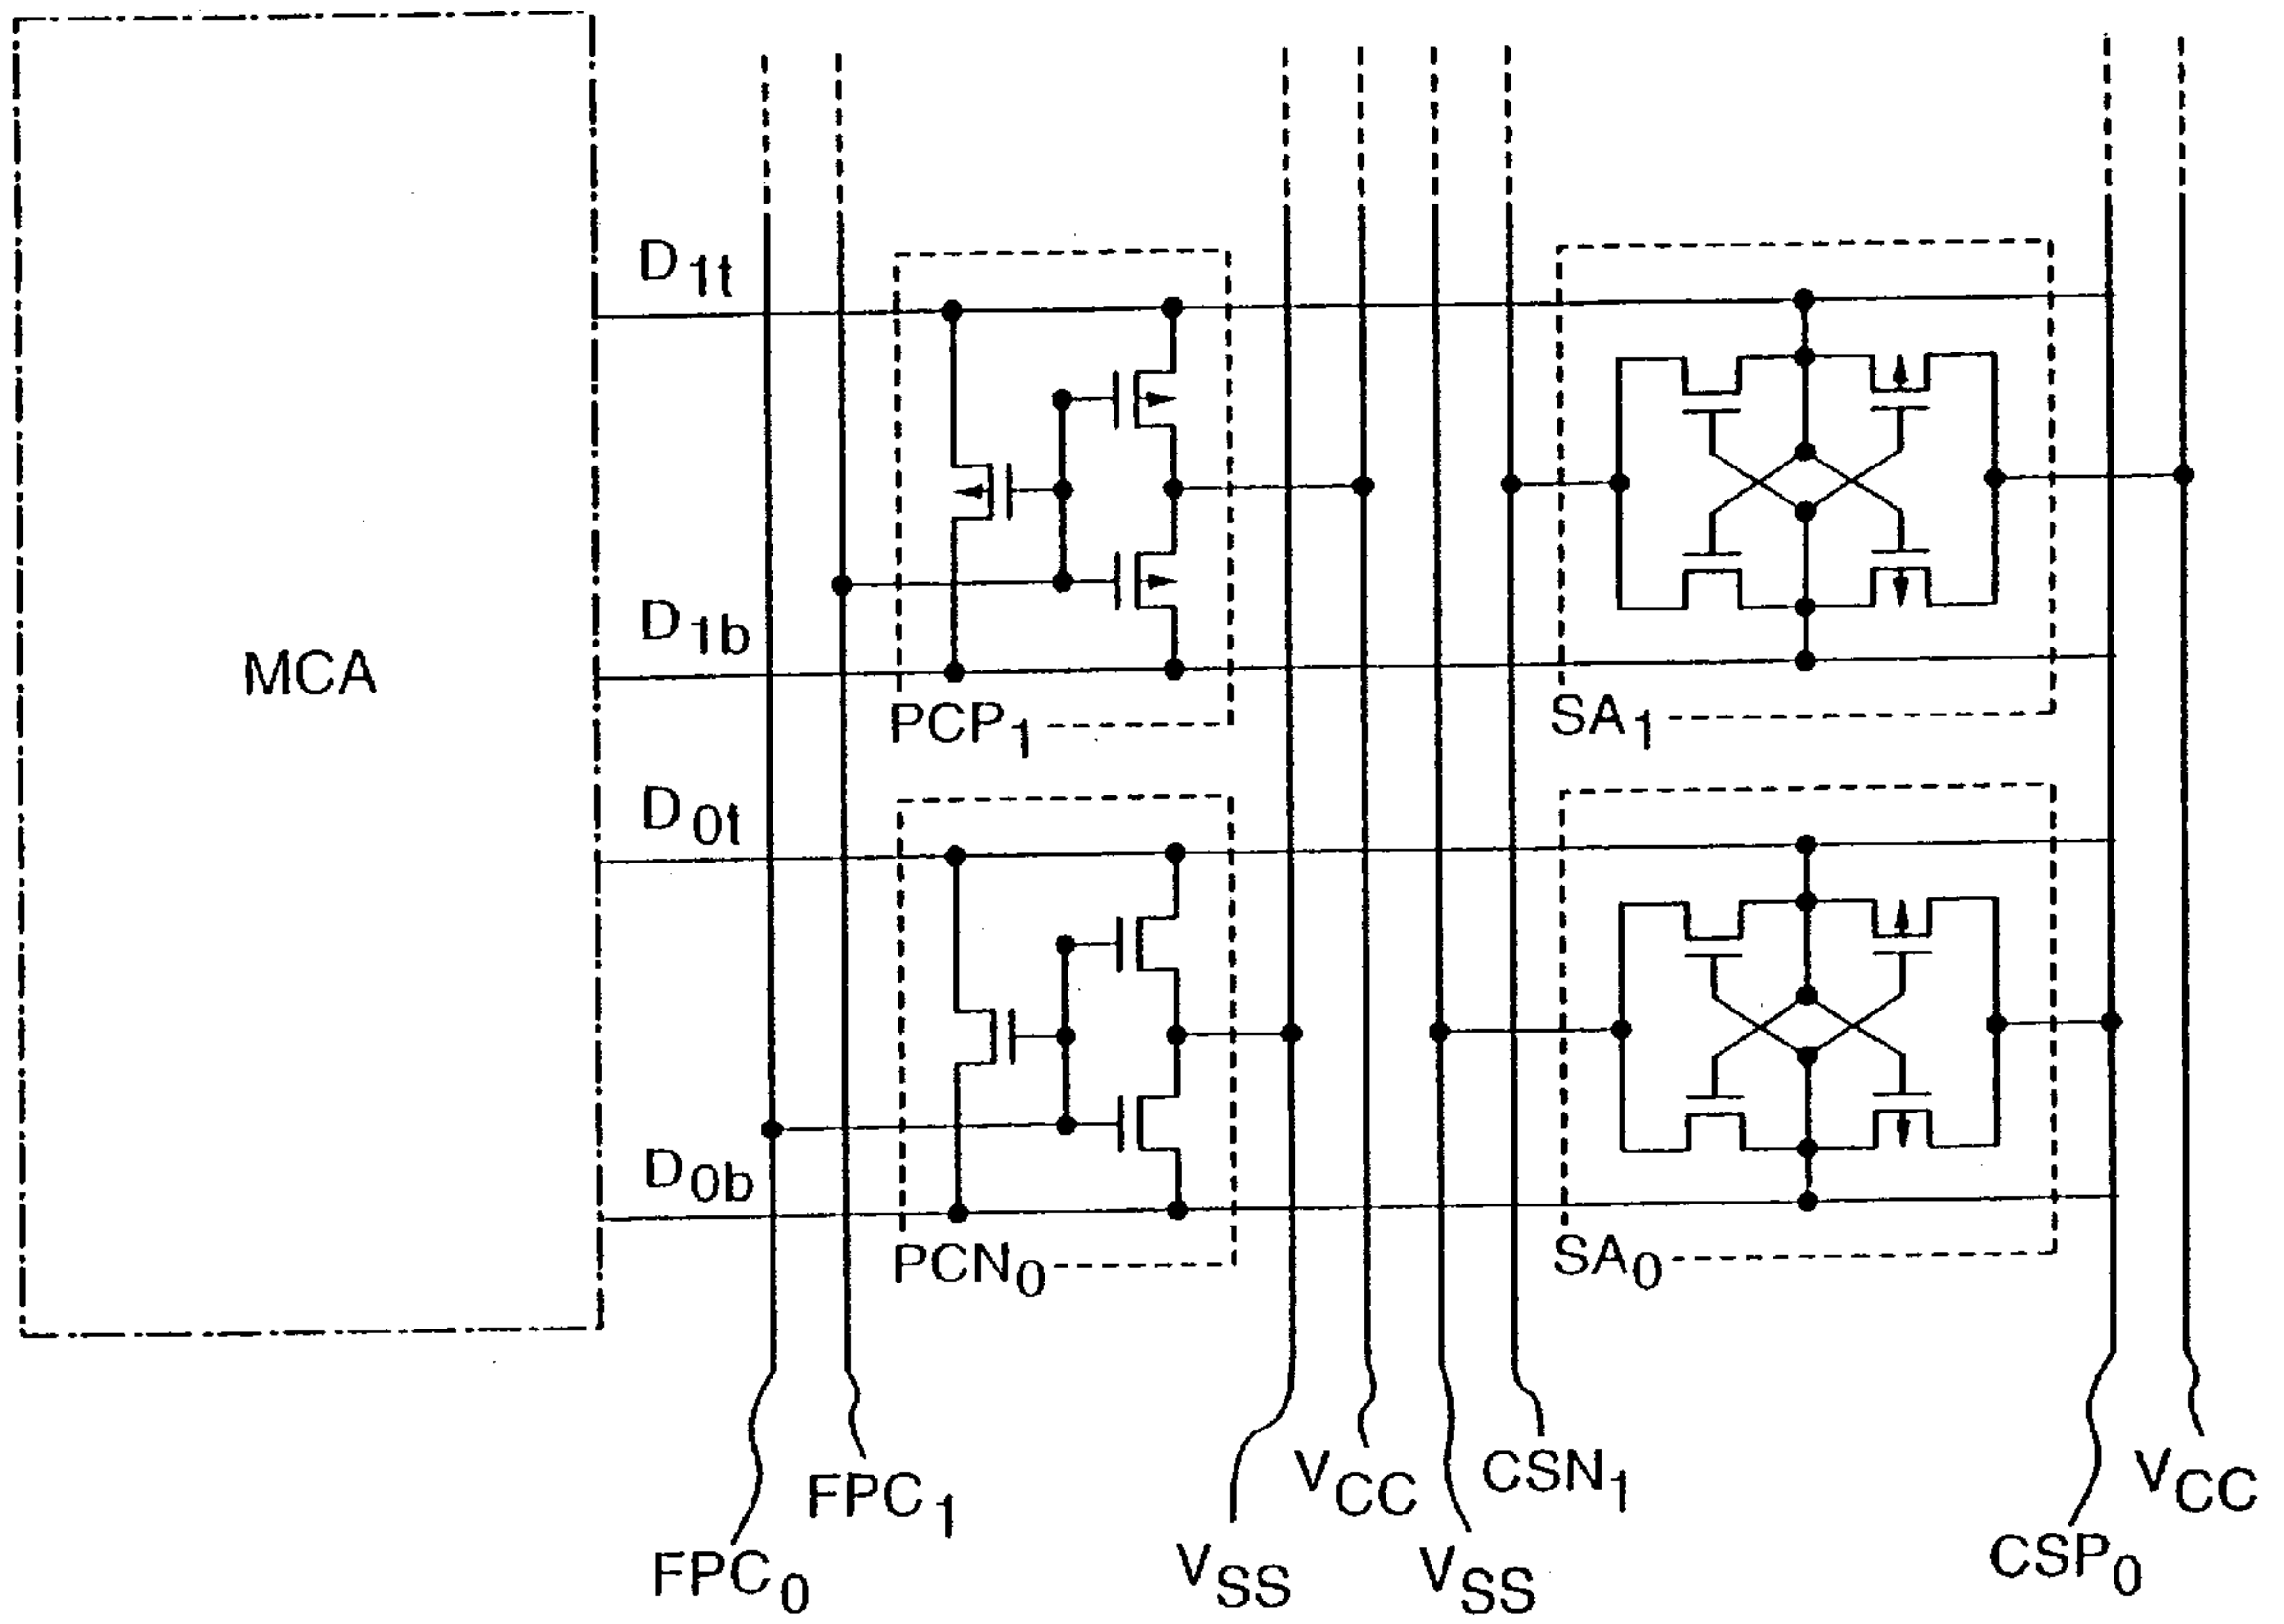 D1t
D1b
MCA
PCP1
SA1
D0t
D0b
PCN0
SA0
FPC0
FPC1
VSS
VCC
VSS
CSN1
CSP0
VCC